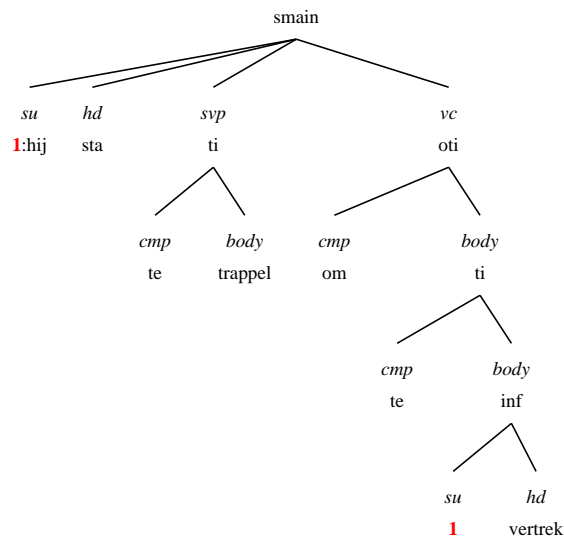 smain
su hd svp vc
1:hij sta ti oti
cmp body cmp body
te trappel om ti
cmp body
te inf
su hd
1 vertrek